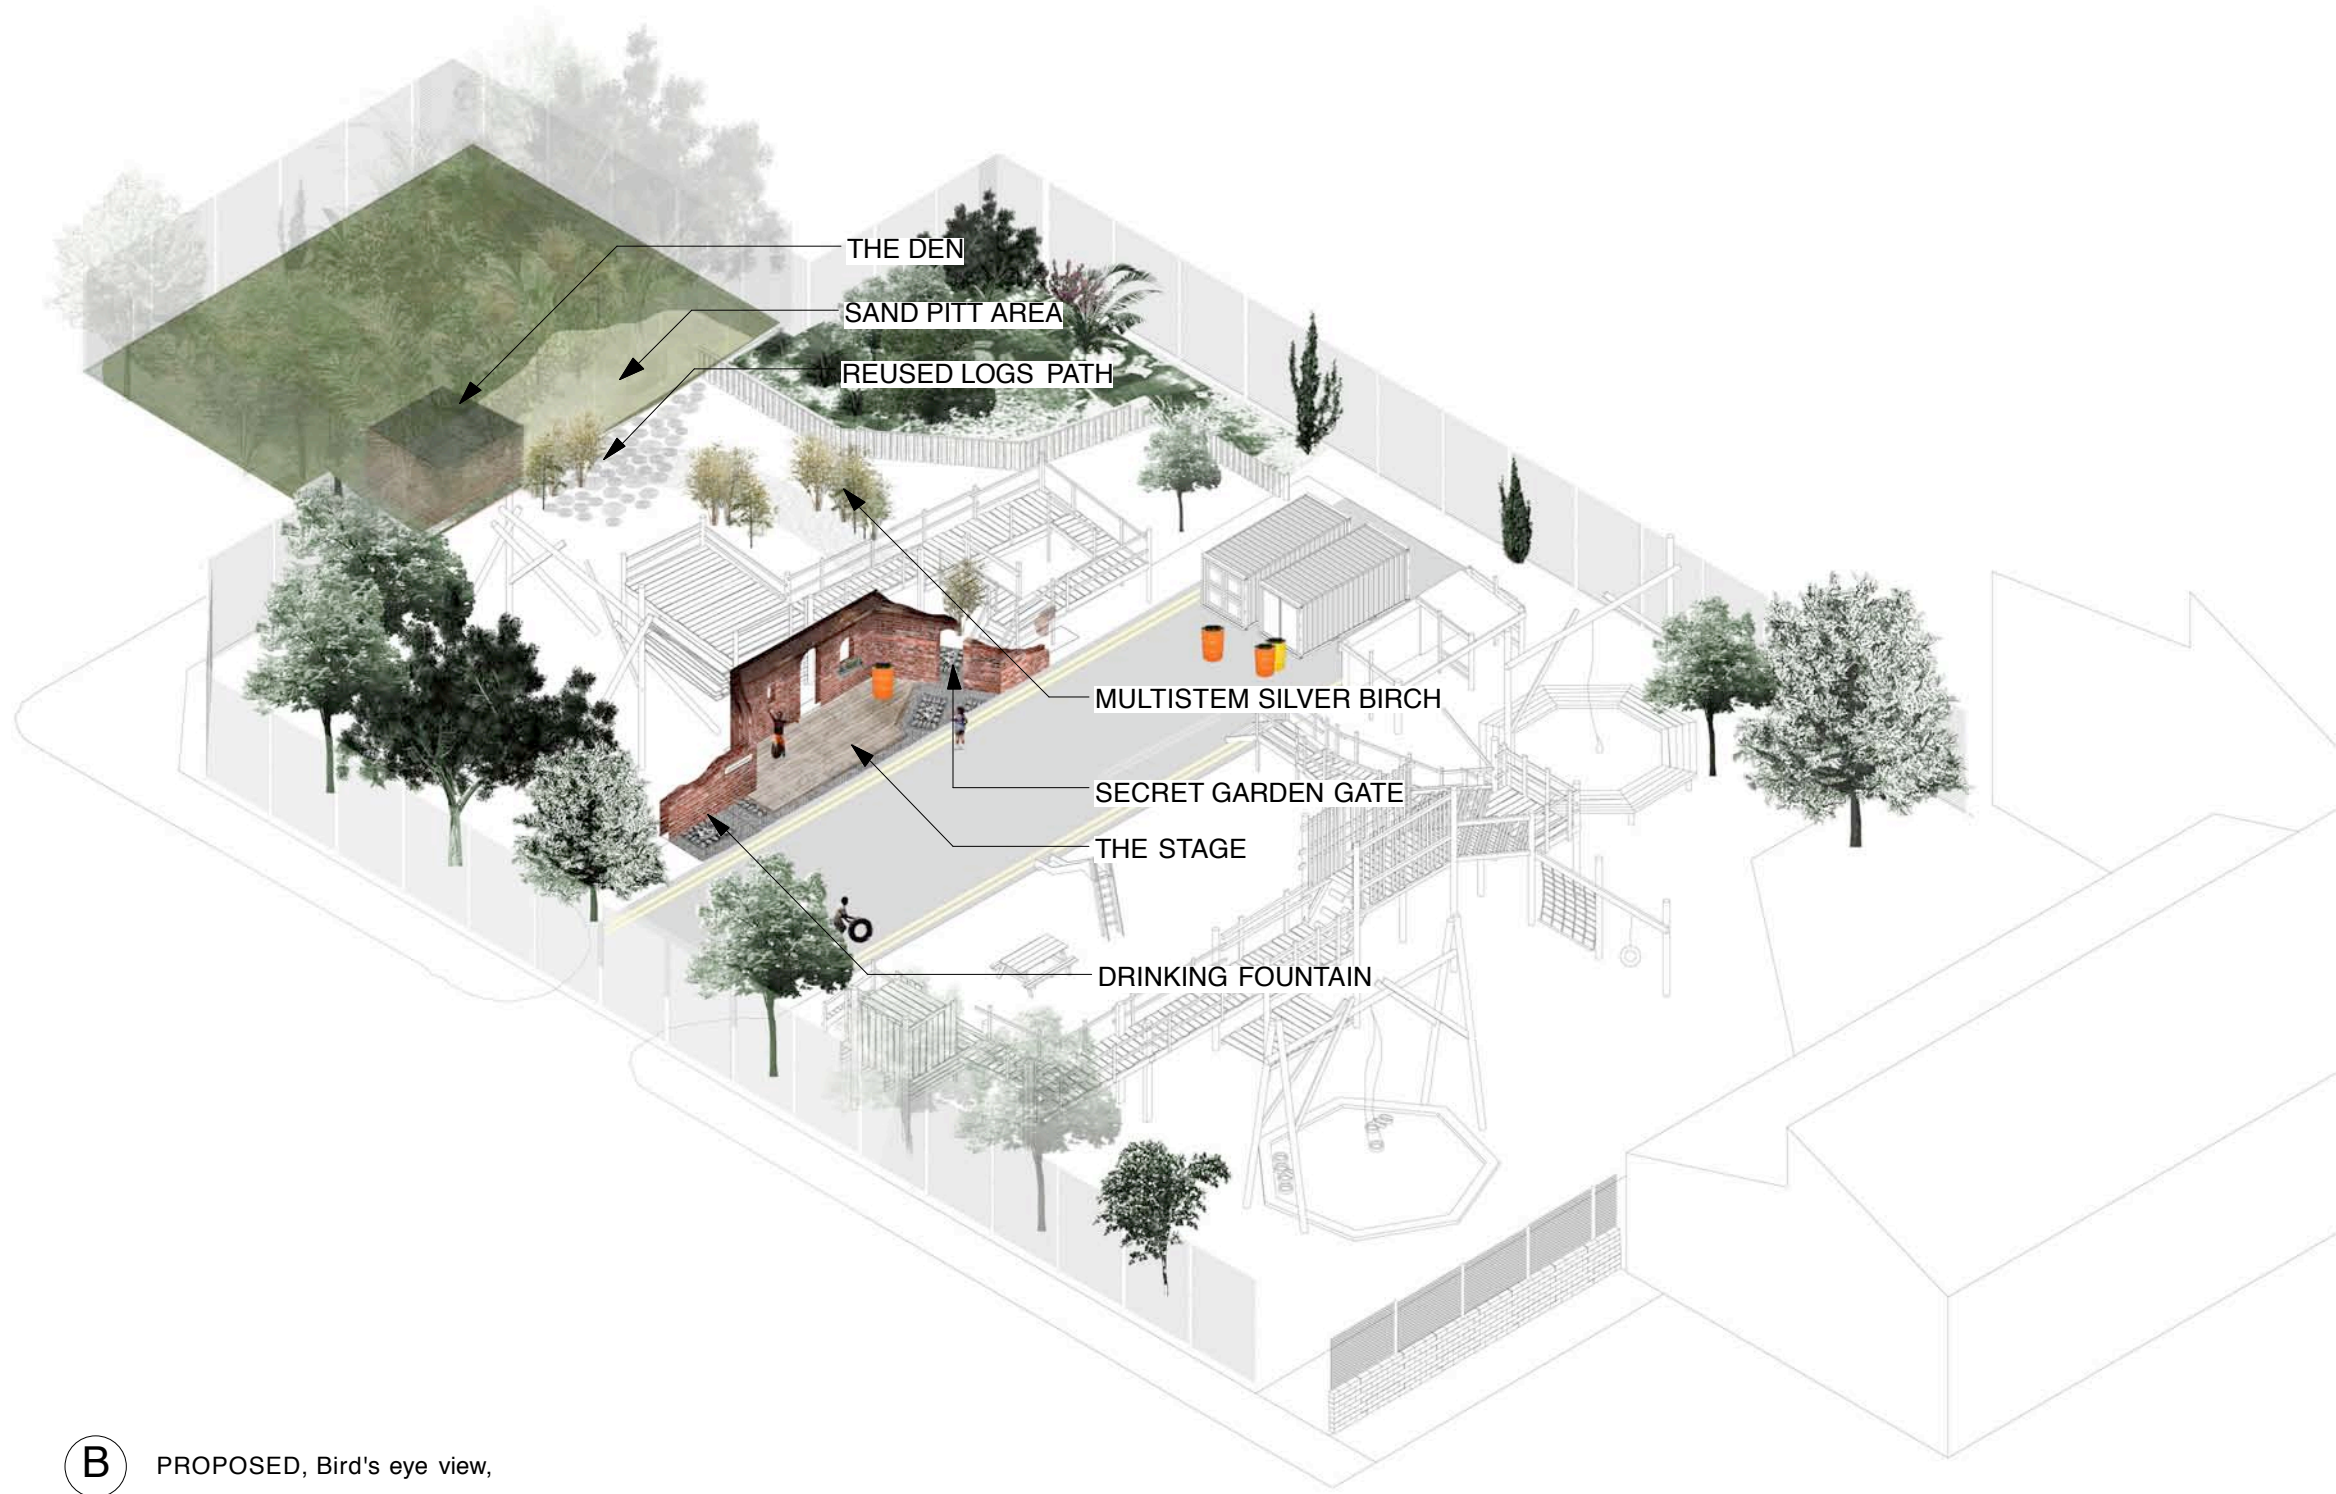 THE DEN
SAND PITT AREA
REUSED LOGS PATH
MULTISTEM SILVER BIRCH
SECRET GARDEN GATE
THE STAGE
DRINKING FOUNTAIN
B PROPOSED, Bird's eye view,